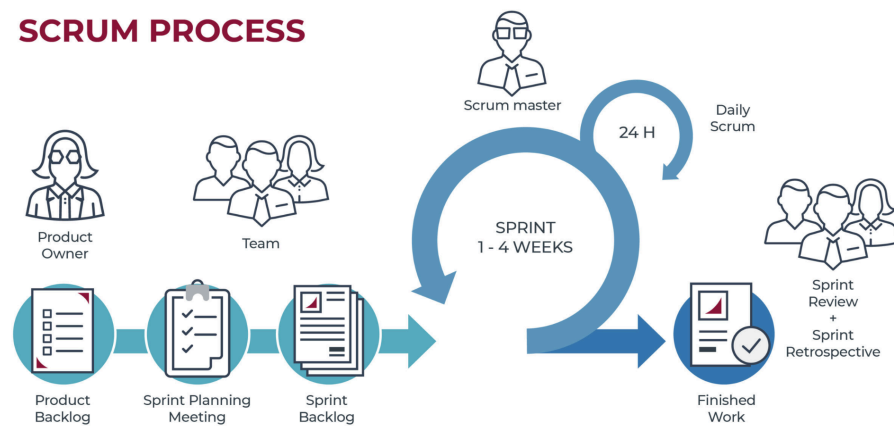 SCRUM PROCESS
Scrum master
Daily
Scrum
24 H
Product
Owner
Team
SPRINT
1 - 4 WEEKS
Sprint
Review
+
Sprint
Retrospective
Product
Backlog
Sprint Planning
Meeting
Sprint
Backlog
Finished
Work